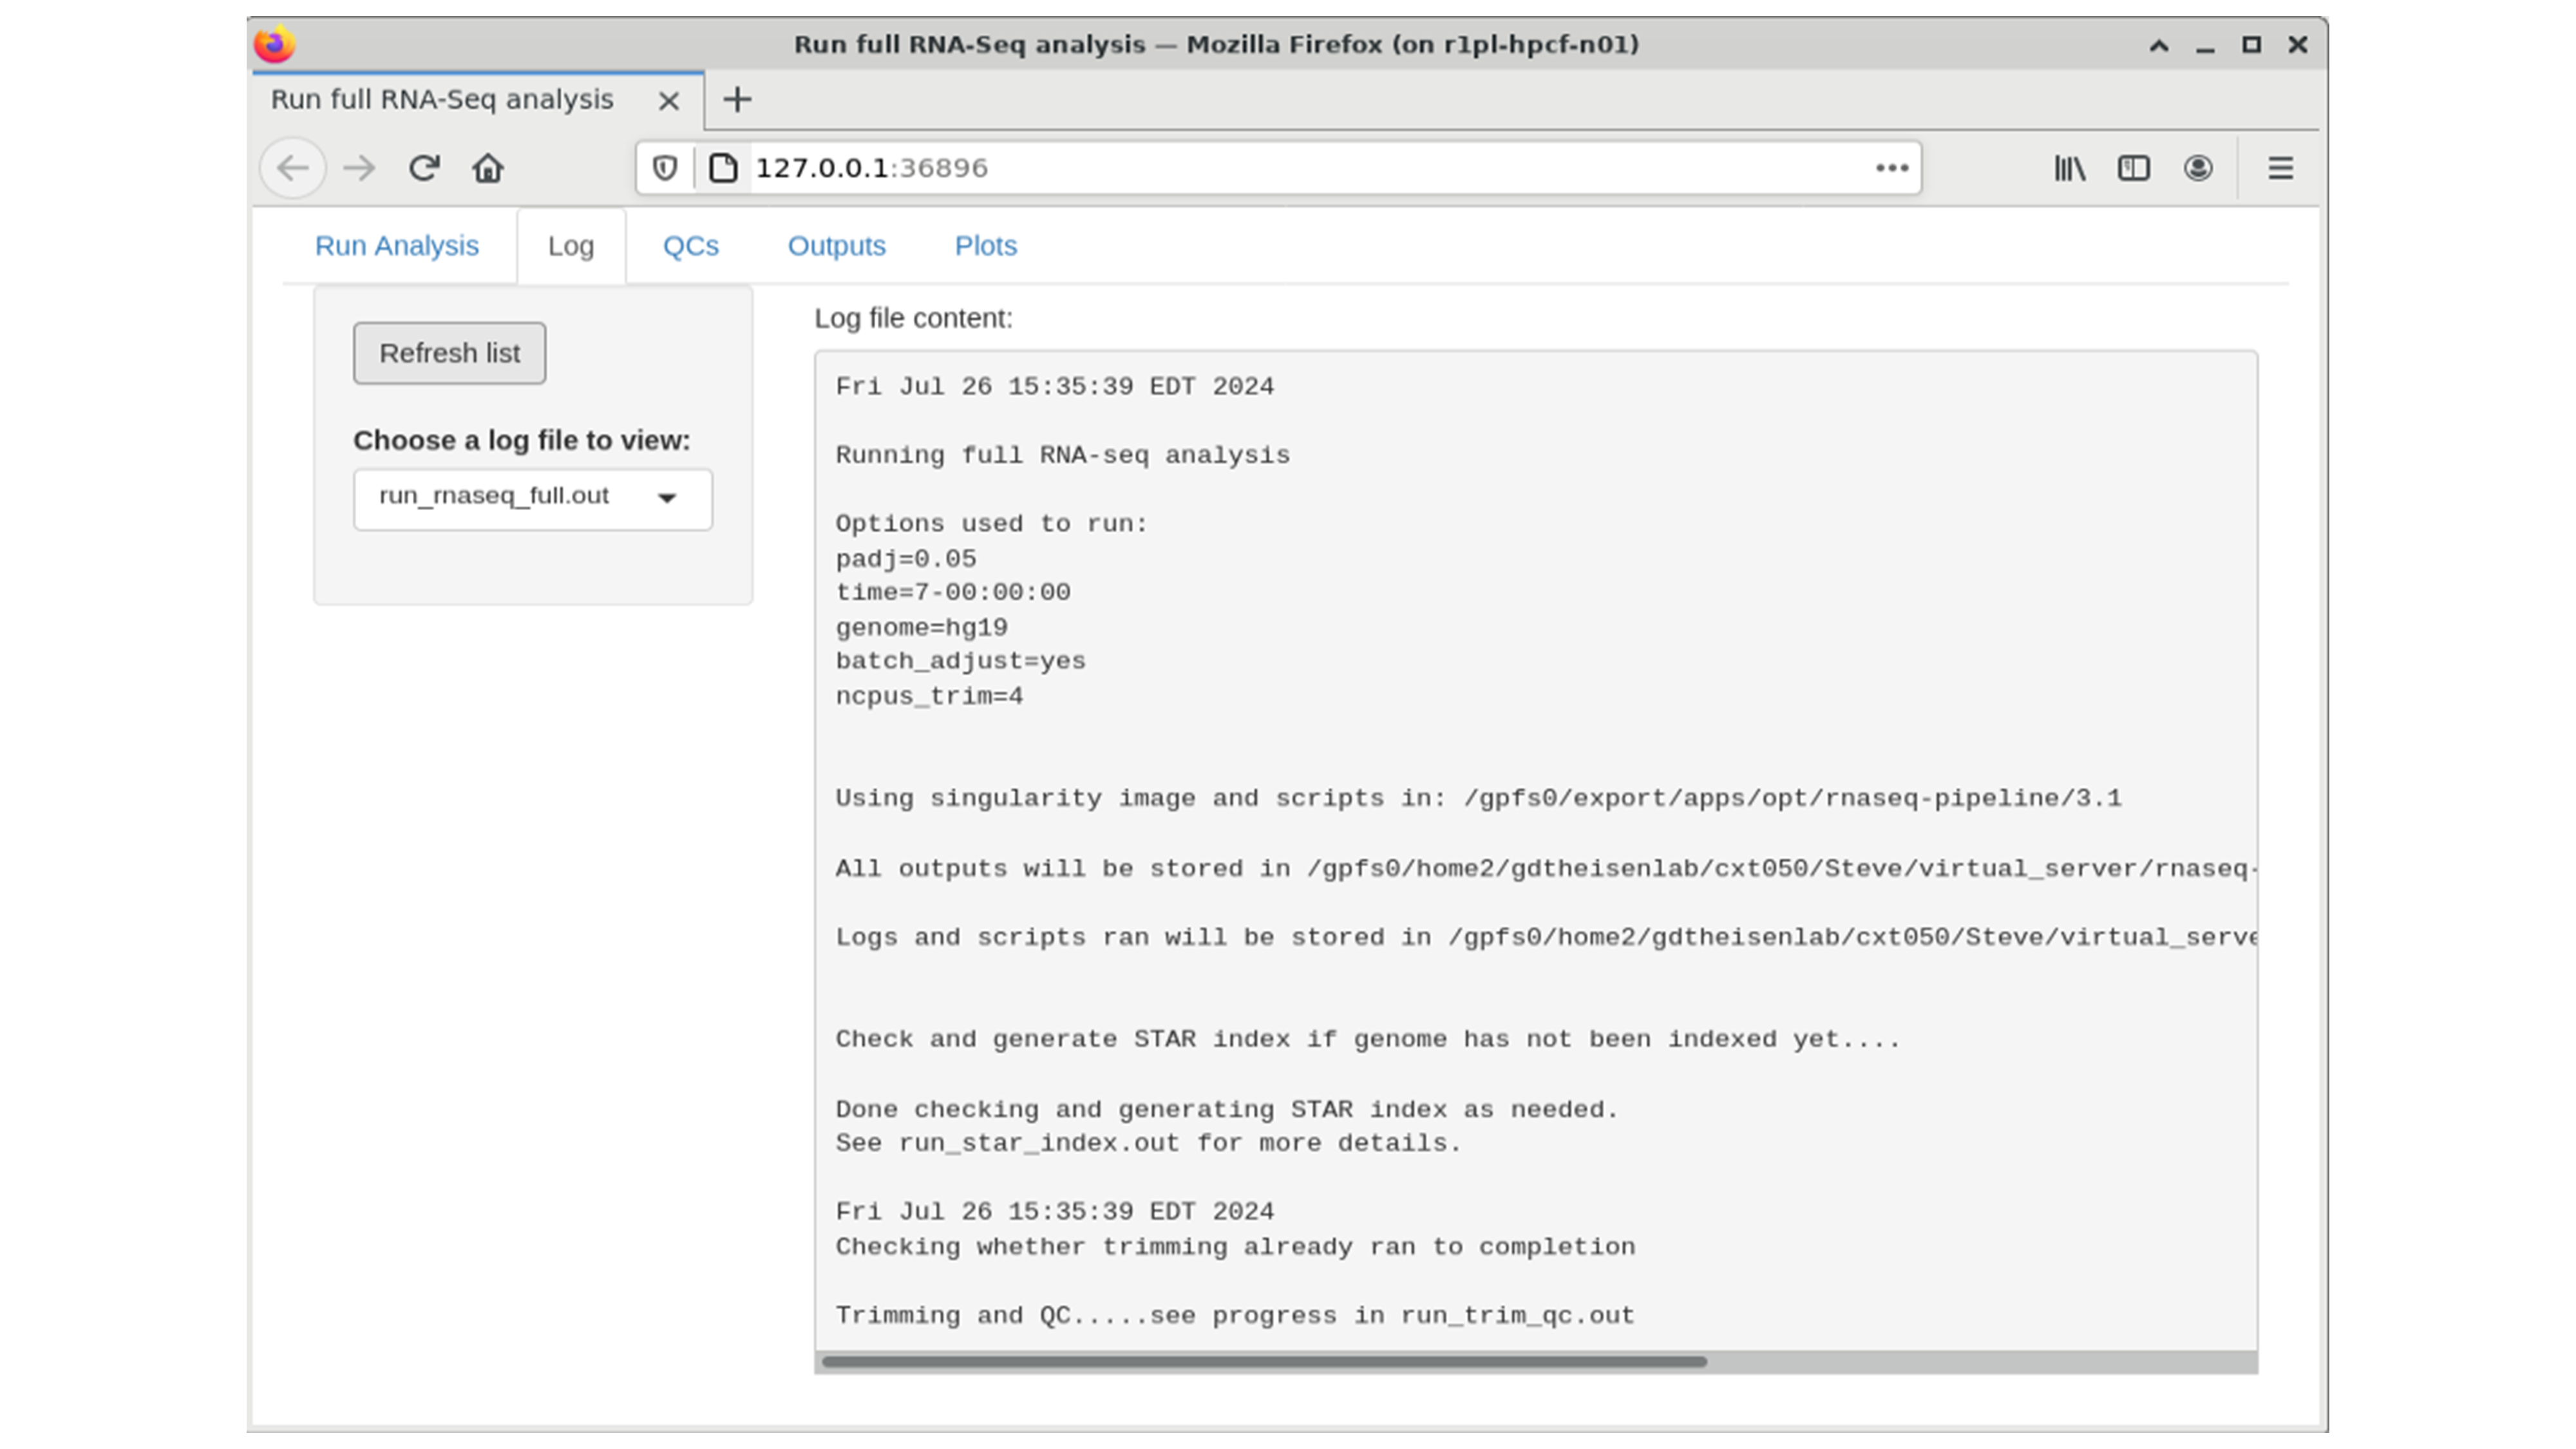 Run full RNA-Seq analysis — Mozilla Firefox (on r1pl-hpcf-n01)
Run full RNA-Seq analysis
127.0.0.1:36896
Run Analysis Log QCs Outputs Plots
Refresh list
Choose a log file to view:
run_rnaseq_full.out
Log file content:
Fri Jul 26 15:35:39 EDT 2024
Running full RNA-seq analysis
Options used to run:
padj=0.05
time=7-00:00:00
genome=hg19
batch_adjust=yes
ncpus_trim=4
Using singularity image and scripts in: /gpfs0/export/apps/opt/rnaseq-pipeline/3.1
All outputs will be stored in /gpfs0/home2/gdtheisenlab/cxt050/Steve/virtual_server/rnaseq-
Logs and scripts ran will be stored in /gpfs0/home2/gdtheisenlab/cxt050/Steve/virtual_serve
Check and generate STAR index if genome has not been indexed yet....
Done checking and generating STAR index as needed.
See run_star_index.out for more details.
Fri Jul 26 15:35:39 EDT 2024
Checking whether trimming already ran to completion
Trimming and QC.....see progress in run_trim_qc.out